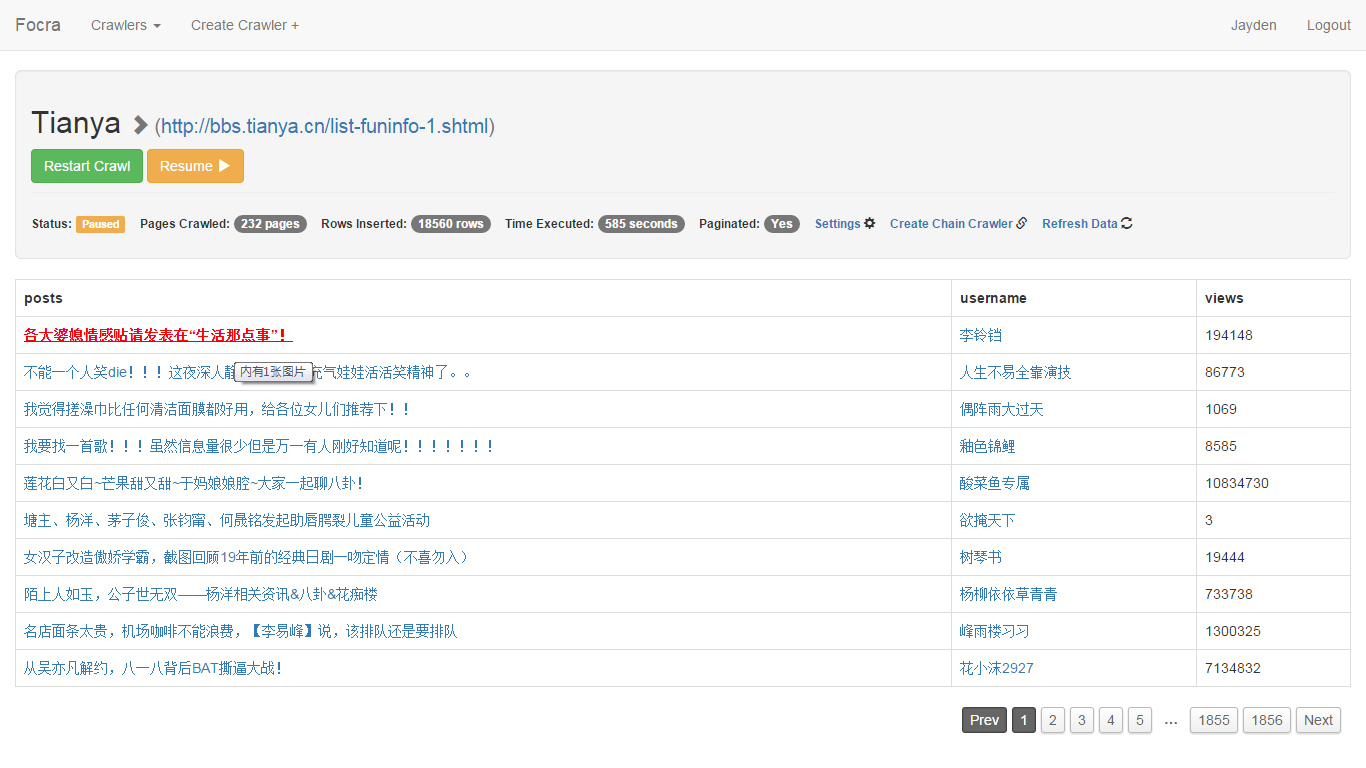 Focra Crawlers Create Crawler + Jayden Logout
Tianya (http://bbs.tianya.cn/list-funinfo-1.shtml)
Restart Crawl Resume
Status: Paused Pages Crawled: 232 pages Rows Inserted: 18560 rows Time Executed: 585 seconds Paginated: Yes Settings Create Chain Crawler Refresh Data
posts username views
各大婆媳情感贴请发表在“生活那点事”！ 李铃铛 194148
不能一个人笑die！！！这夜深人静 内有1张图片 充气娃娃活活笑精神了。。 人生不易全靠演技 86773
我觉得搓澡巾比任何清洁面膜都好用，给各位女儿们推荐下！！ 偶阵雨大过天 1069
我要找一首歌！！！虽然信息量很少但是万一有人刚好知道呢！！！！！！！ 釉色锦鲤 8585
莲花白又白~芒果甜又甜~于妈娘娘腔~大家一起聊八卦！ 酸菜鱼专属 10834730
塘主、杨洋、茅子俊、张钧甯、何晟铭发起助唇腭裂儿童公益活动 欲掩天下 3
女汉子改造傲娇学霸，截图回顾19年前的经典日剧一吻定情（不喜勿入） 树琴书 19444
陌上人如玉，公子世无双——杨洋相关资讯&八卦&花痴楼 杨柳依依草青青 733738
名店面条太贵，机场咖啡不能浪费，【李易峰】说，该排队还是要排队 峰雨楼习习 1300325
从吴亦凡解约，八一八背后BAT撕逼大战！ 花小沫2927 7134832
Prev 1 2 3 4 5 ... 1855 1856 Next